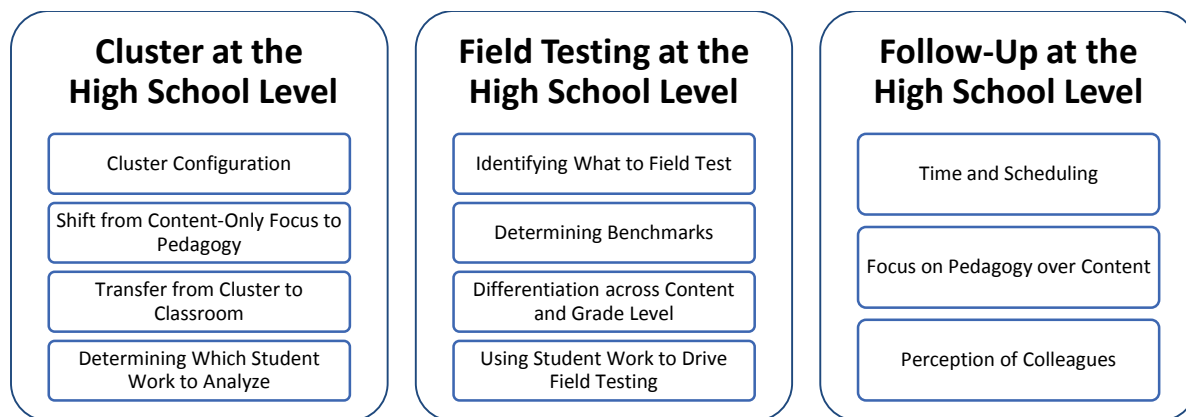 Cluster at the
High School Level
Cluster Configuration
Shift from Content-Only Focus to
Pedagogy
Transfer from Cluster to
Classroom
Determining Which Student
Work to Analyze
Field Testing at the
High School Level
Identifying What to Field Test
Determining Benchmarks
Differentiation across Content
and Grade Level
Using Student Work to Drive
Field Testing
Follow-Up at the
High School Level
Time and Scheduling
Focus on Pedagogy over Content
Perception of Colleagues